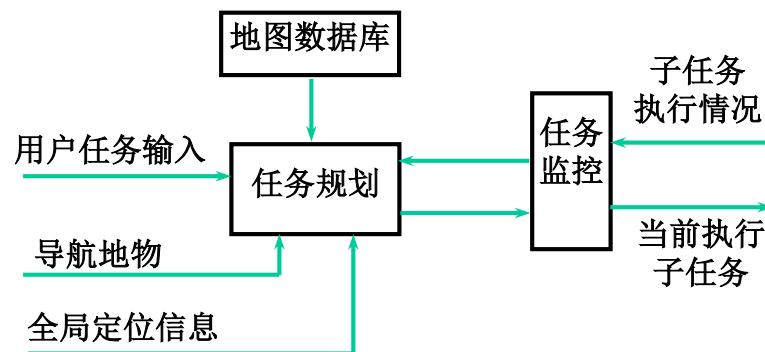 地图数据库
子任务
执行情况
任务
监控
用户任务输入
任务规划
导航地物
当前执行
子任务
全局定位信息